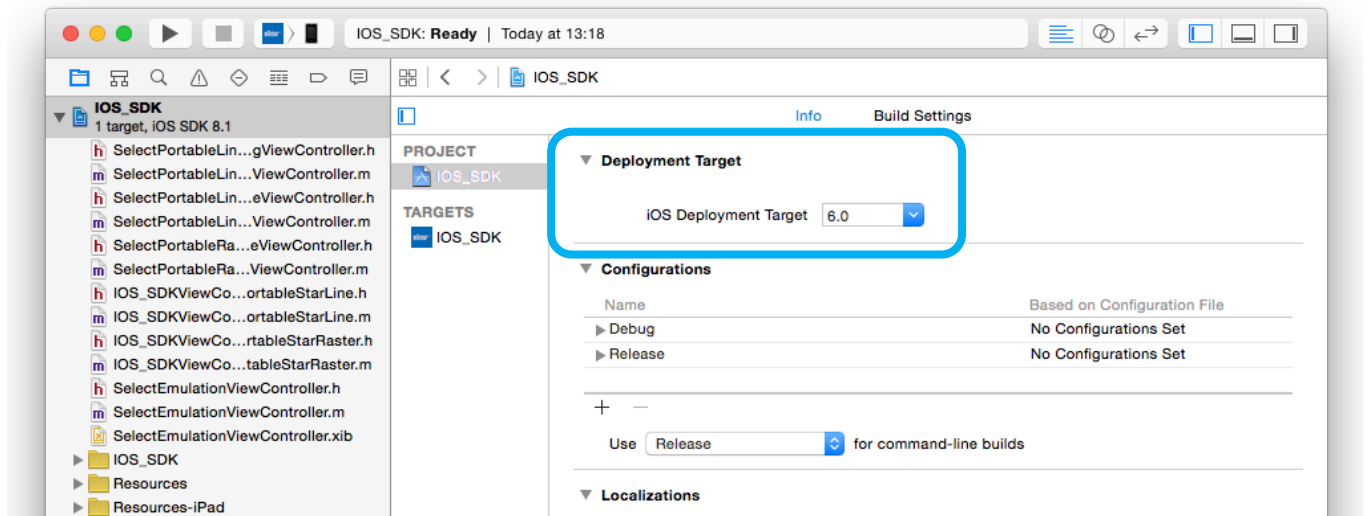 IOS_SDK: Ready | Today at 13:18
IOS_SDK
IOS_SDK
1 target, iOS SDK 8.1
SelectPortableLin...gViewController.h
SelectPortableLin...ViewController.m
SelectPortableLin...eViewController.h
SelectPortableLin...ViewController.m
SelectPortableRa...eViewController.h
SelectPortableRa...ViewController.m
IOS_SDKViewCo...ortableStarLine.h
IOS_SDKViewCo...ortableStarLine.m
IOS_SDKViewCo...rtableStarRaster.h
IOS_SDKViewCo...tableStarRaster.m
SelectEmulationViewController.h
SelectEmulationViewController.m
SelectEmulationViewController.xib
IOS_SDK
Resources
Resources-iPad
PROJECT
IOS_SDK
TARGETS
star IOS_SDK
Info Build Settings
Deployment Target
iOS Deployment Target 6.0
Configurations
Name Based on Configuration File
Debug No Configurations Set
Release No Configurations Set
Use Release for command-line builds
Localizations